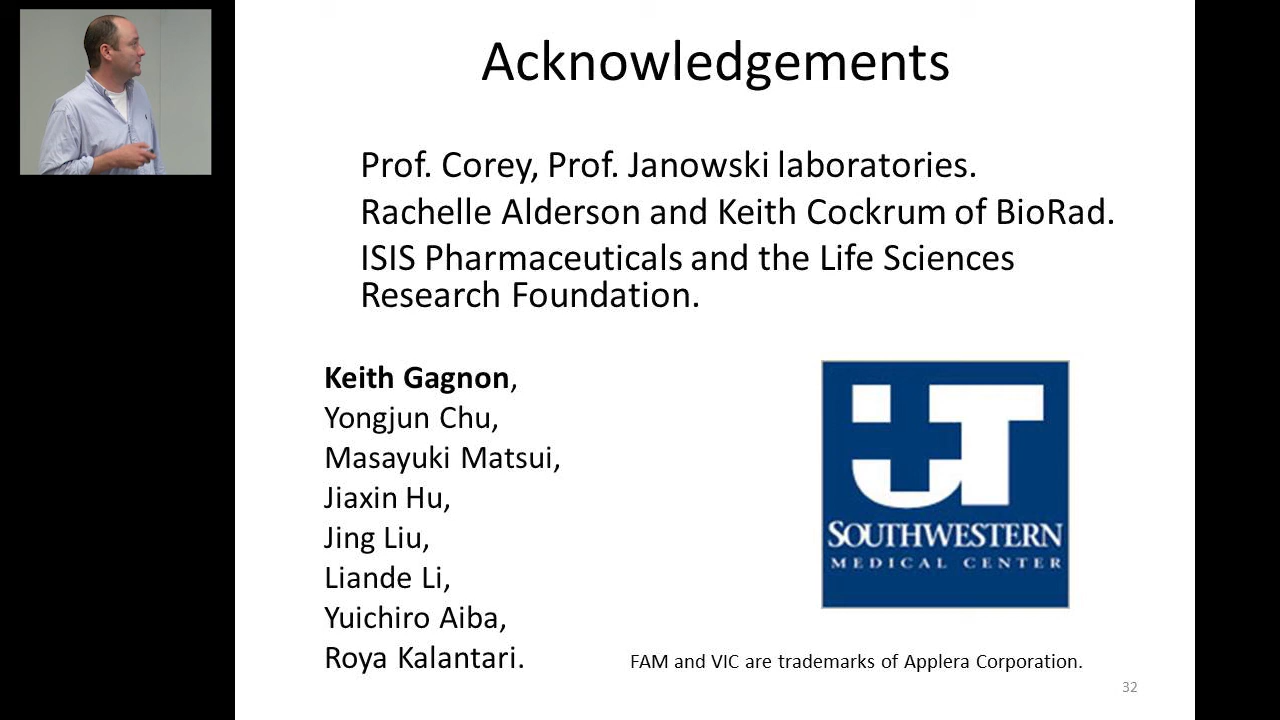 Acknowledgements
Prof. Corey, Prof. Janowski laboratories.
Rachelle Alderson and Keith Cockrum of BioRad.
ISIS Pharmaceuticals and the Life Sciences
Research Foundation.
Keith Gagnon,
Yongjun Chu,
Masayuki Matsui,
Jiaxin Hu,
Jing Liu,
Liande Li,
Yuichiro Aiba,
Roya Kalantari.
UT
SOUTHWESTERN
MEDICAL CENTER
FAM and VIC are trademarks of Applera Corporation.
32